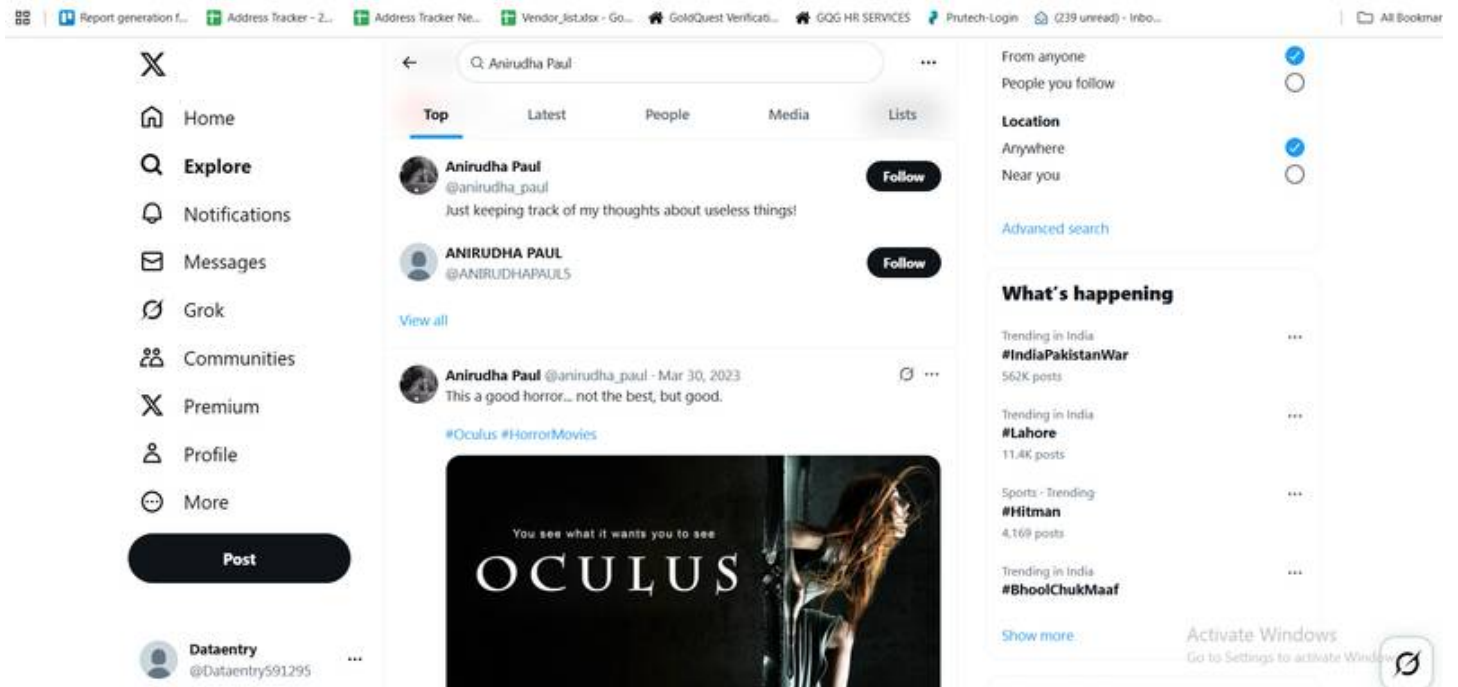 Report generation f...
Address Tracker - 2...
Address Tracker Ne...
Vendor_list.xlsx - Go...
GoldQuest Verificati...
GQG HR SERVICES
Prutech-Login
(239 unread) - Inbo...
All Bookmar
X
Home
Explore
Notifications
Messages
Grok
Communities
Premium
Profile
More
Post
Dataentry
@Dataentry591295
Anirudha Paul
Top
Latest
People
Media
Lists
Anirudha Paul
@anirudha_paul
Just keeping track of my thoughts about useless things!
Follow
ANIRUDHA PAUL
@ANIRUDHAPAUL5
Follow
View all
Anirudha Paul @anirudha_paul · Mar 30, 2023
This a good horror... not the best, but good.
#Oculus #HorrorMovies
You see what it wants you to see
OCULUS
From anyone
People you follow
Location
Anywhere
Near you
Advanced search
What's happening
Trending in India
#IndiaPakistanWar
562K posts
Trending in India
#Lahore
11.4K posts
Sports · Trending
#Hitman
4,169 posts
Trending in India
#BhoolChukMaaf
Show more
Activate Windows
Go to Settings to activate Windo